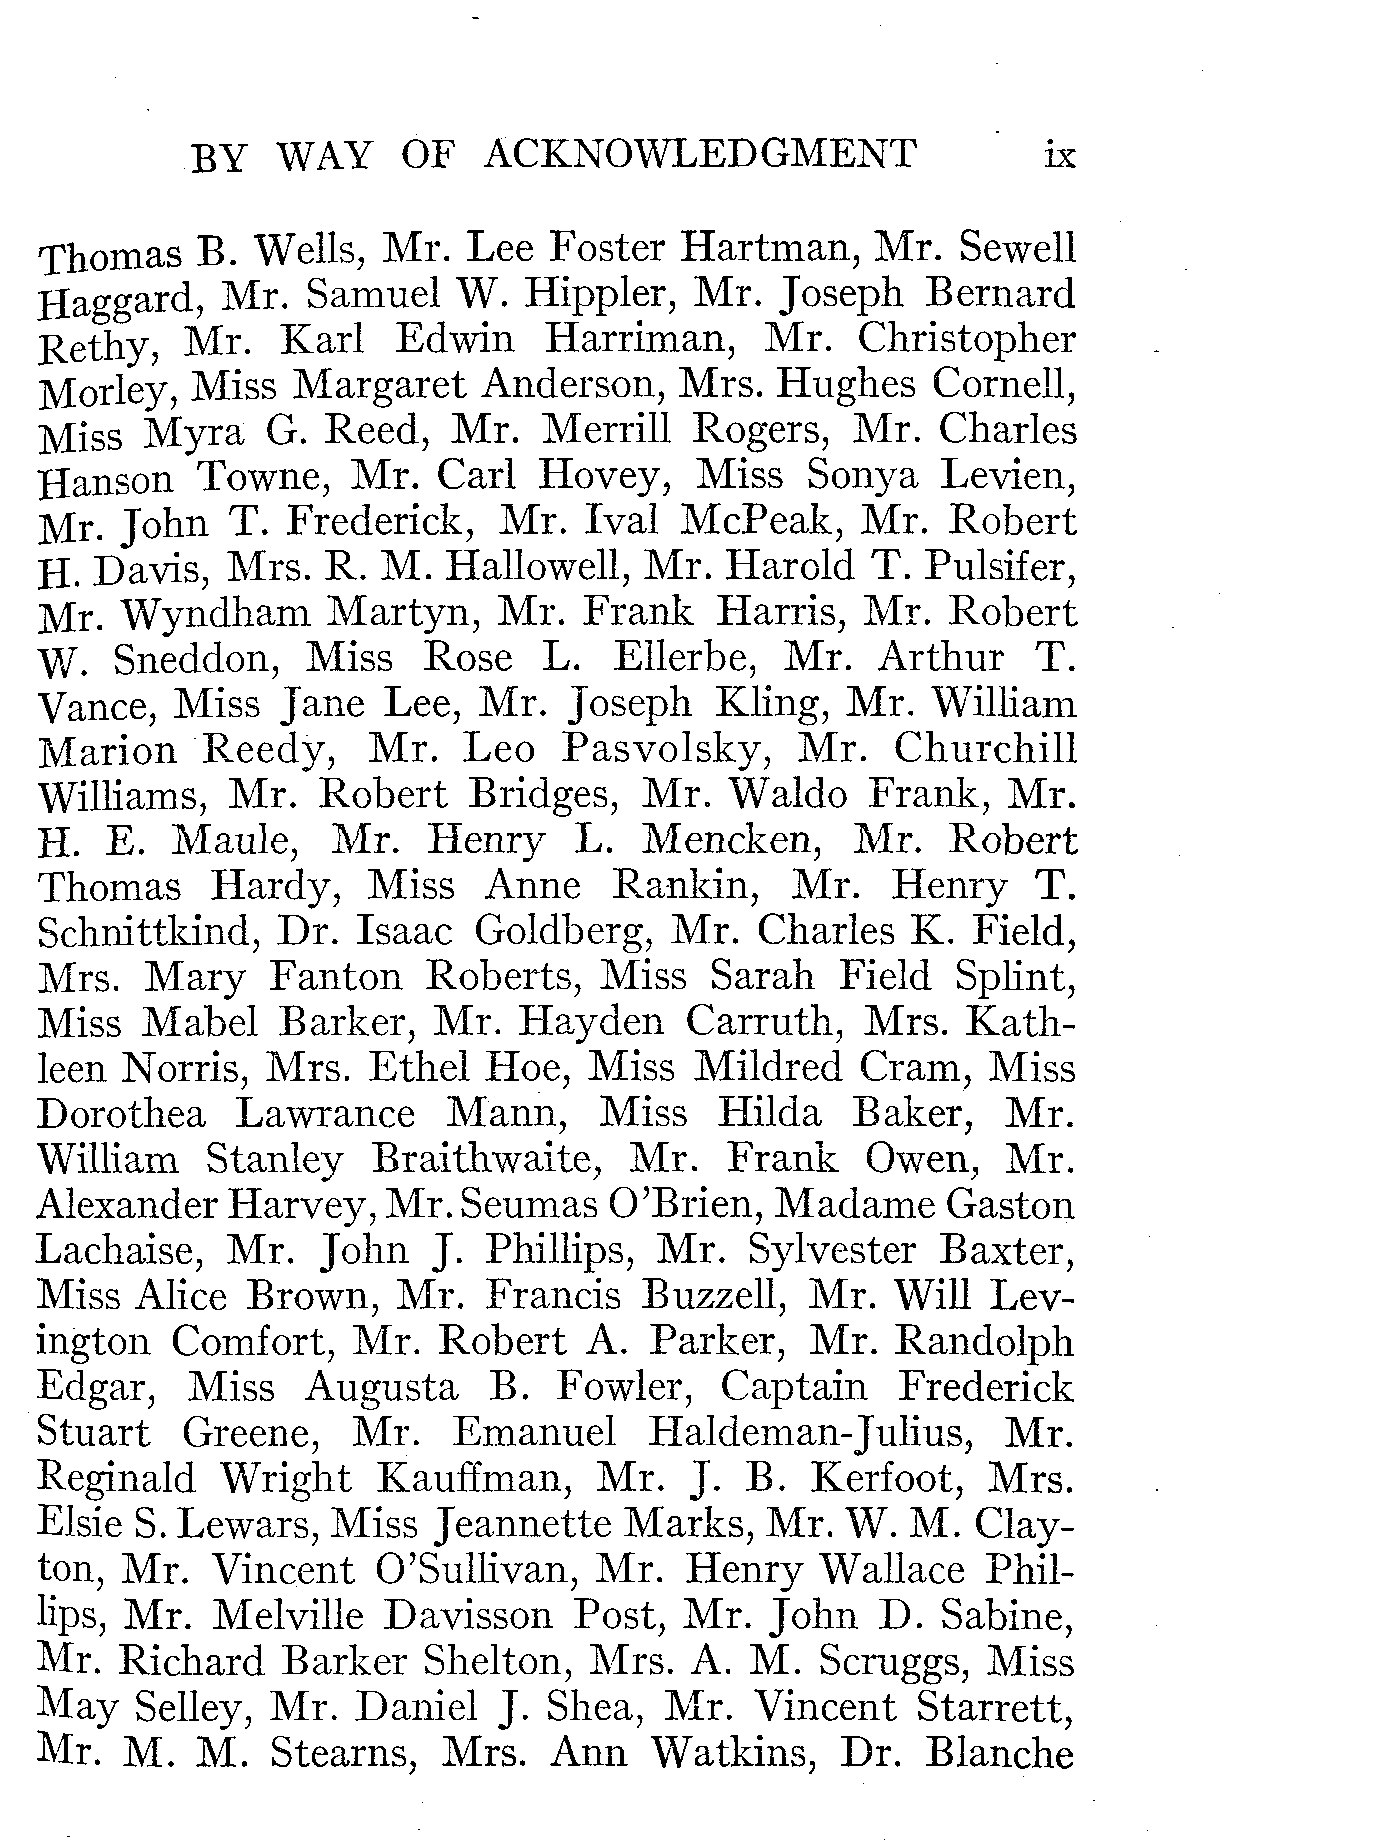 BY WAY OF ACKNOWLEDGMENT ix
Thomas B. Wells, Mr. Lee Foster Hartman, Mr. Sewell
Haggard, Mr. Samuel W. Hippler, Mr. Joseph Bernard
Rethy, Mr. Karl Edwin Harriman, Mr. Christopher
Morley, Miss Margaret Anderson, Mrs. Hughes Cornell,
Miss Myra G. Reed, Mr. Merrill Rogers, Mr. Charles
Hanson Towne, Mr. Carl Hovey, Miss Sonya Levien,
Mr. John T. Frederick, Mr. Ival McPeak, Mr. Robert
H. Davis, Mrs. R. M. Hallowell, Mr. Harold T. Pulsifer,
Mr. Wyndham Martyn, Mr. Frank Harris, Mr. Robert
W. Sneddon, Miss Rose L. Ellerbe, Mr. Arthur T.
Vance, Miss Jane Lee, Mr. Joseph Kling, Mr. William
Marion Reedy, Mr. Leo Pasvolsky, Mr. Churchill
Williams, Mr. Robert Bridges, Mr. Waldo Frank, Mr.
H. E. Maule, Mr. Henry L. Mencken, Mr. Robert
Thomas Hardy, Miss Anne Rankin, Mr. Henry T.
Schnittkind, Dr. Isaac Goldberg, Mr. Charles K. Field,
Mrs. Mary Fanton Roberts, Miss Sarah Field Splint,
Miss Mabel Barker, Mr. Hayden Carruth, Mrs. Kath-
leen Norris, Mrs. Ethel Hoe, Miss Mildred Cram, Miss
Dorothea Lawrance Mann, Miss Hilda Baker, Mr.
William Stanley Braithwaite, Mr. Frank Owen, Mr.
Alexander Harvey, Mr. Seumas O'Brien, Madame Gaston
Lachaise, Mr. John J. Phillips, Mr. Sylvester Baxter,
Miss Alice Brown, Mr. Francis Buzzell, Mr. Will Lev-
ington Comfort, Mr. Robert A. Parker, Mr. Randolph
Edgar, Miss Augusta B. Fowler, Captain Frederick
Stuart Greene, Mr. Emanuel Haldeman-Julius, Mr.
Reginald Wright Kauffman, Mr. J. B. Kerfoot, Mrs.
Elsie S. Lewars, Miss Jeannette Marks, Mr. W. M. Clay-
ton, Mr. Vincent O'Sullivan, Mr. Henry Wallace Phil-
lips, Mr. Melville Davisson Post, Mr. John D. Sabine,
Mr. Richard Barker Shelton, Mrs. A. M. Scruggs, Miss
May Selley, Mr. Daniel J. Shea, Mr. Vincent Starrett,
Mr. M. M. Stearns, Mrs. Ann Watkins, Dr. Blanche